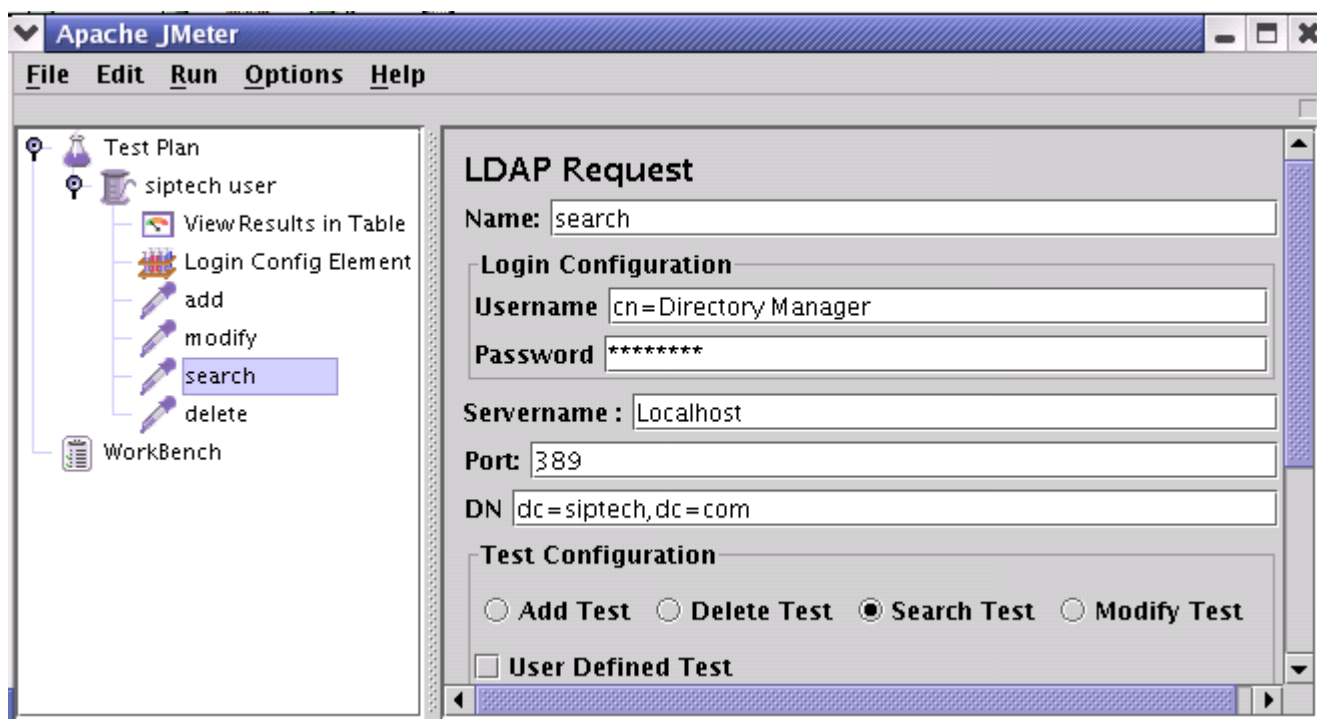 Apache JMeter
File Edit Run Options Help
Test Plan
siptech user
View Results in Table
Login Config Element
add
modify
search
delete
WorkBench
LDAP Request
Name: search
Login Configuration
Username cn=Directory Manager
Password ********
Servername : Localhost
Port: 389
DN dc=siptech,dc=com
Test Configuration
Add Test Delete Test Search Test Modify Test
User Defined Test